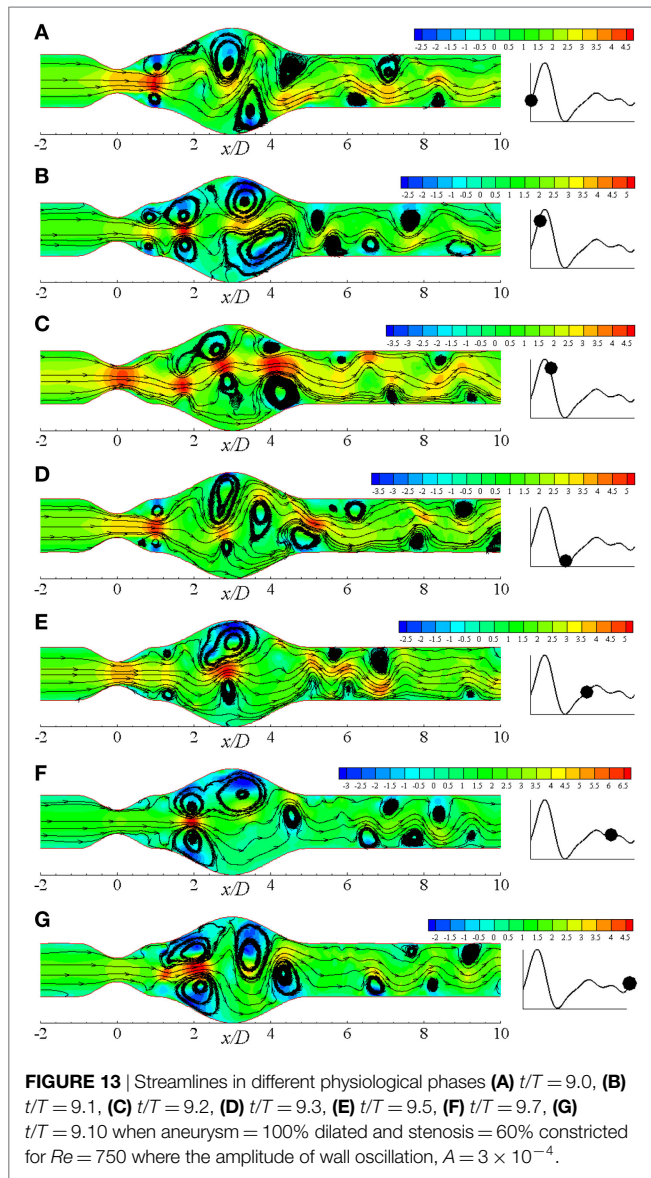 A
-2.5 -2 -1.5 -1 -0.5 0 0.5 1 1.5 2 2.5 3 3.5 4 4.5
-2 0 2 x/D 4 6 8 10
B
-2.5 -2 -1.5 -1 -0.5 0 0.5 1 1.5 2 2.5 3 3.5 4 4.5 5
-2 0 2 x/D 4 6 8 10
C
-3 -2.5 -2 -1.5 -1 -0.5 0 0.5 1 1.5 2 2.5 3 3.5 4 4.5 5
-2 0 2 x/D 4 6 8 10
D
-3.5 -3 -2.5 -2 -1.5 -1 -0.5 0 0.5 1 1.5 2 2.5 3 3.5 4 4.5 5
-2 0 2 x/D 4 6 8 10
E
-2.5 -2 -1.5 -1 -0.5 0 0.5 1 1.5 2 2.5 3 3.5 4 4.5 5
-2 0 2 x/D 4 6 8 10
F
-3 -2.5 -2 -1.5 -1 -0.5 0 0.5 1 1.5 2 2.5 3 3.5 4 4.5 5 5.5 6 6.5
-2 0 2 x/D 4 6 8 10
G
-2 -1.5 -1 -0.5 0 0.5 1 1.5 2 2.5 3 3.5 4 4.5
-2 0 2 x/D 4 6 8 10
FIGURE 13 | Streamlines in different physiological phases (A) t/T = 9.0, (B)
t/T = 9.1, (C) t/T = 9.2, (D) t/T = 9.3, (E) t/T = 9.5, (F) t/T = 9.7, (G)
t/T = 9.10 when aneurysm = 100% dilated and stenosis = 60% constricted
for Re = 750 where the amplitude of wall oscillation, A = 3 × 10⁻⁴.